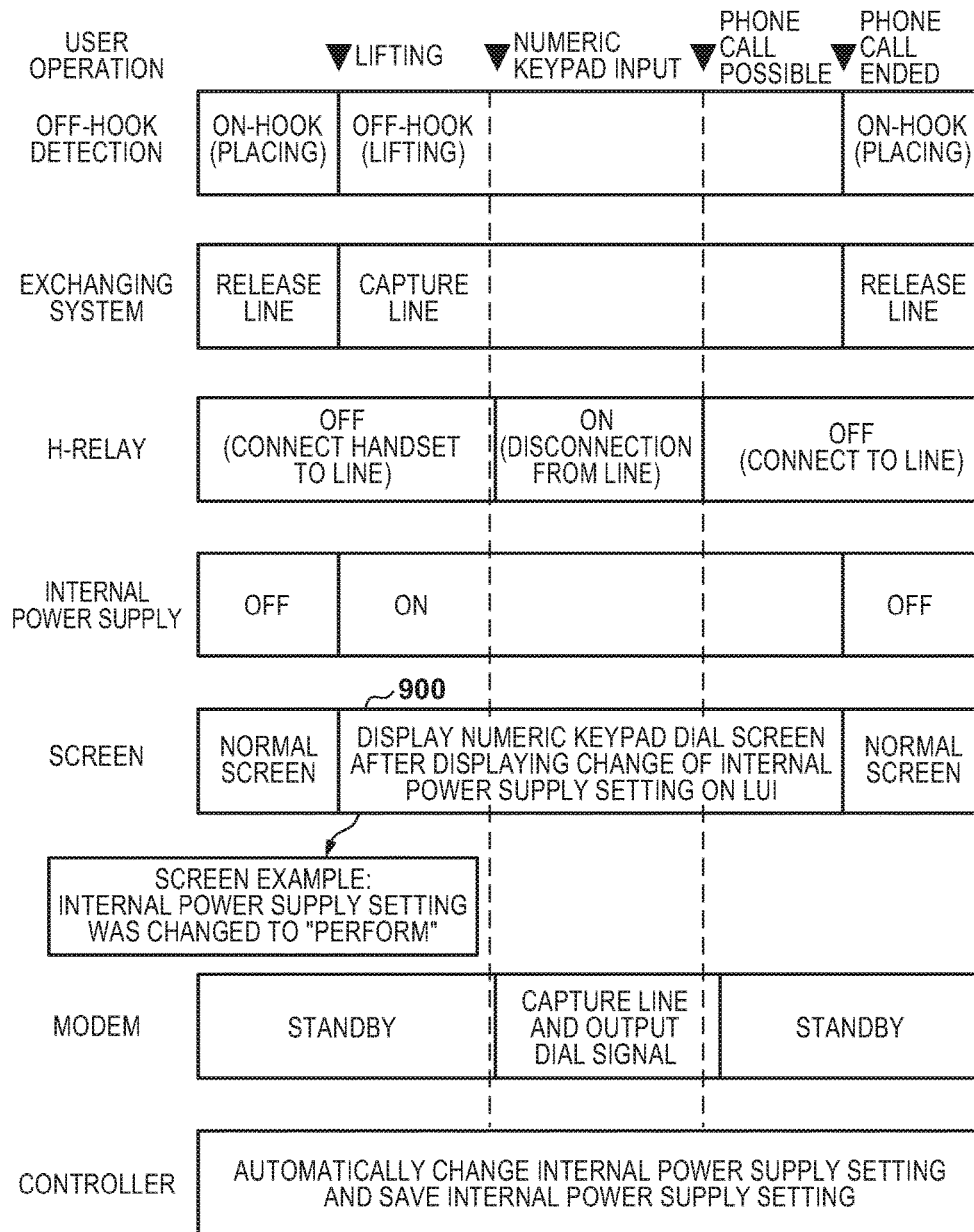 USER
OPERATION
LIFTING
NUMERIC
KEYPAD INPUT
PHONE
CALL
POSSIBLE
PHONE
CALL
ENDED
OFF-HOOK
DETECTION
ON-HOOK
(PLACING)
OFF-HOOK
(LIFTING)
ON-HOOK
(PLACING)
EXCHANGING
SYSTEM
RELEASE
LINE
CAPTURE
LINE
RELEASE
LINE
H-RELAY
OFF
(CONNECT HANDSET
TO LINE)
ON
(DISCONNECTION
FROM LINE)
OFF
(CONNECT TO LINE)
INTERNAL
POWER SUPPLY
OFF
ON
OFF
900
SCREEN
NORMAL
SCREEN
DISPLAY NUMERIC KEYPAD DIAL SCREEN
AFTER DISPLAYING CHANGE OF INTERNAL
POWER SUPPLY SETTING ON LUI
NORMAL
SCREEN
SCREEN EXAMPLE:
INTERNAL POWER SUPPLY SETTING
WAS CHANGED TO "PERFORM"
MODEM
STANDBY
CAPTURE LINE
AND OUTPUT
DIAL SIGNAL
STANDBY
CONTROLLER
AUTOMATICALLY CHANGE INTERNAL POWER SUPPLY SETTING
AND SAVE INTERNAL POWER SUPPLY SETTING